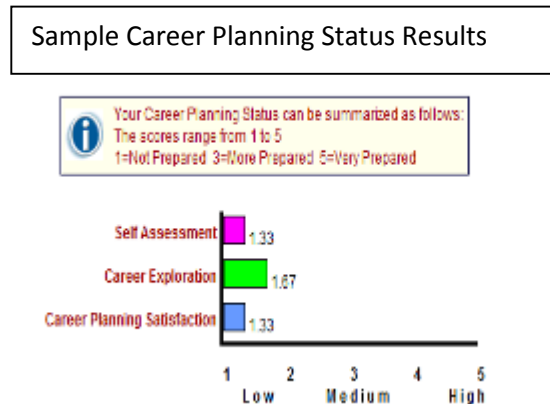 Sample Career Planning Status Results
Your Career Planning Status can be summarized as follows:
The scores range from 1 to 5
1=Not Prepared 3=More Prepared 5=Very Prepared
Self Assessment 1.33
Career Exploration 1.67
Career Planning Satisfaction 1.33
1 2 3 4 5
Low Medium High